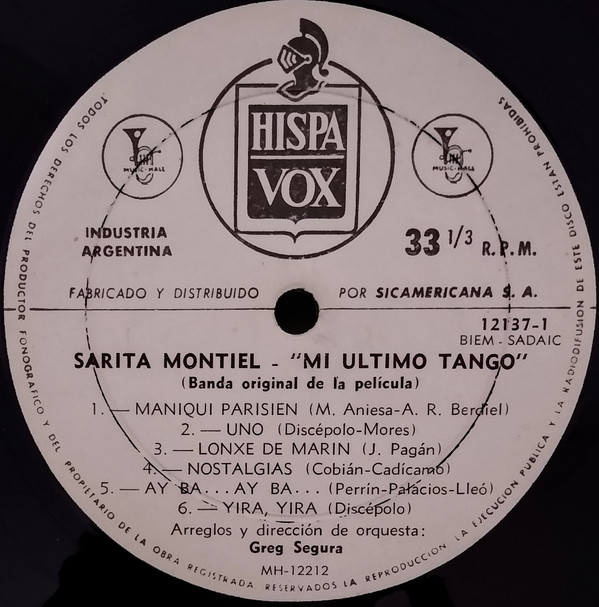 HISPA
VOX
MUSIC-HALL
MUSIC-HALL
INDUSTRIA
ARGENTINA
33 1/3 R.P.M.
FABRICADO Y DISTRIBUIDO POR SICAMERICANA S. A.
12137-1
BIEM - SADAIC
SARITA MONTIEL - "MI ULTIMO TANGO"
(Banda original de la película)
1. — MANIQUI PARISIEN (M. Aniesa-A. R. Berdiel)
2. — UNO (Discépolo-Mores)
3. — LONXE DE MARIN (J. Pagán)
4. — NOSTALGIAS (Cobián-Cadícamo)
5. — AY BA... AY BA... (Perrín-Palacios-Lleó)
6. — YIRA, YIRA (Discépolo)
Arreglos y dirección de orquesta:
Greg Segura
MH-12212
TODOS LOS DERECHOS DEL PRODUCTOR FONOGRAFICO Y DEL PROPIETARIO DE LA OBRA REGISTRADA RESERVADOS LA REPRODUCCION, LA EJECUCION PUBLICA Y LA RADIODIFUSION DE ESTE DISCO ESTAN PROHIBIDAS